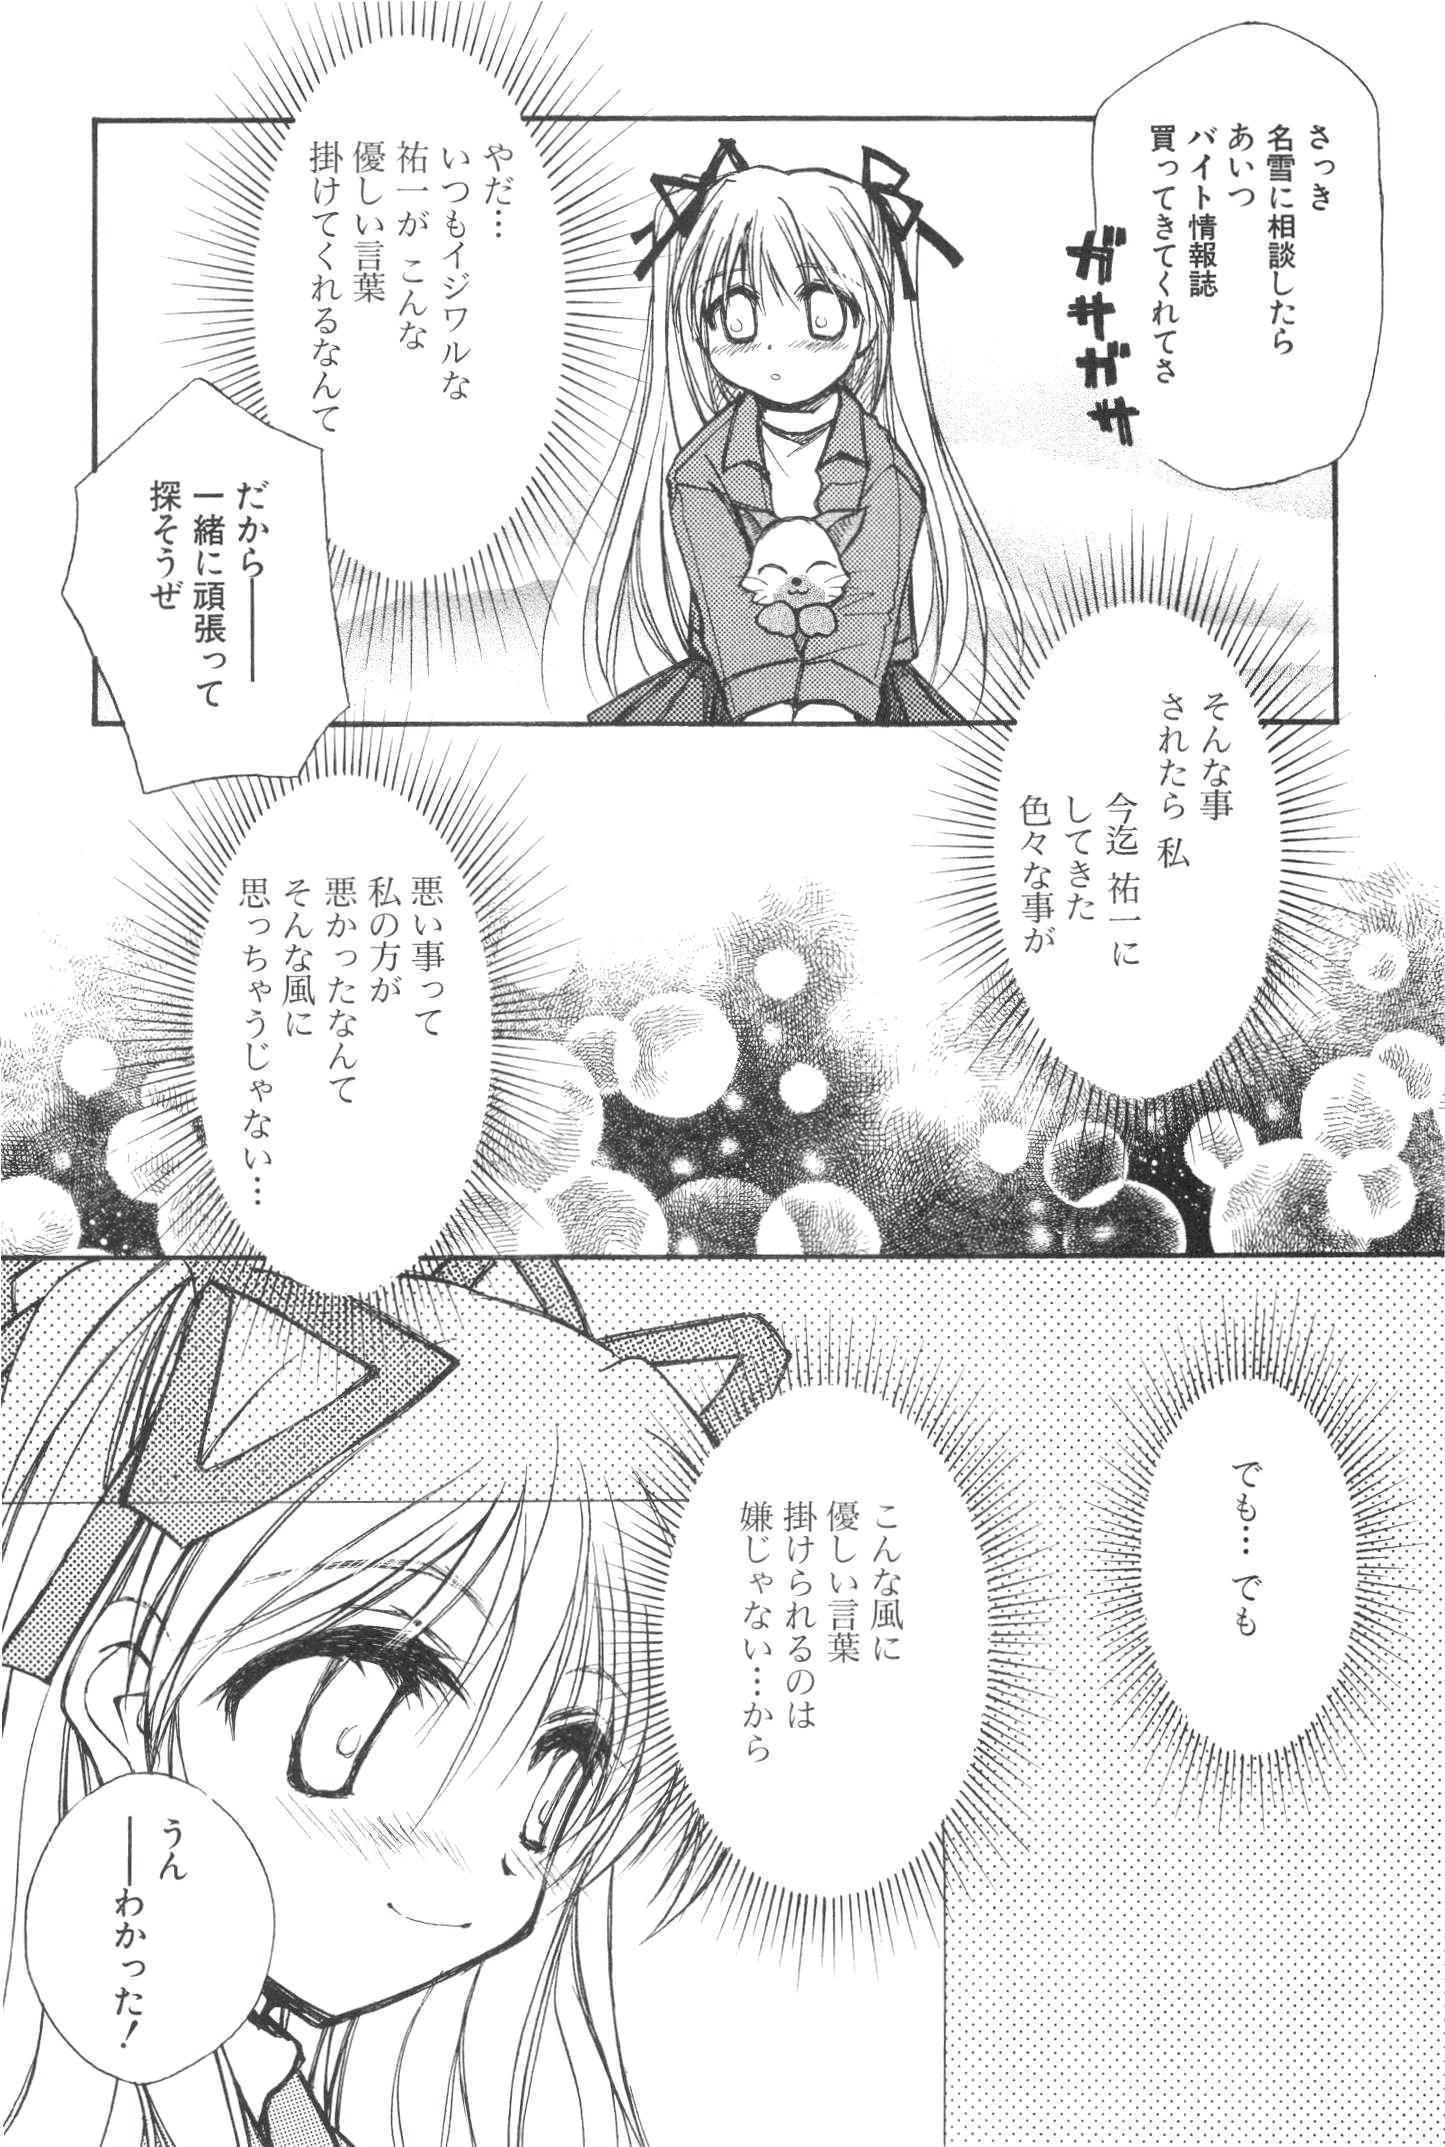 さっき
名雪に相談したら
あいつ
バイト情報誌
買ってきてくれてさ
ガサガサ
やだ…
いつもイジワルな
祐一が こんな
優しい言葉
掛けてくれるなんて
だから――
一緒に頑張って
探そうぜ
そんな事
されたら 私
今迄 祐一に
してきた
色々な事が
悪い事って
私の方が
悪かったなんて
そんな風に
思っちゃうじゃない…
でも… でも
こんな風に
優しい言葉
掛けられるのは
嫌じゃない…から
うん
――わかった!